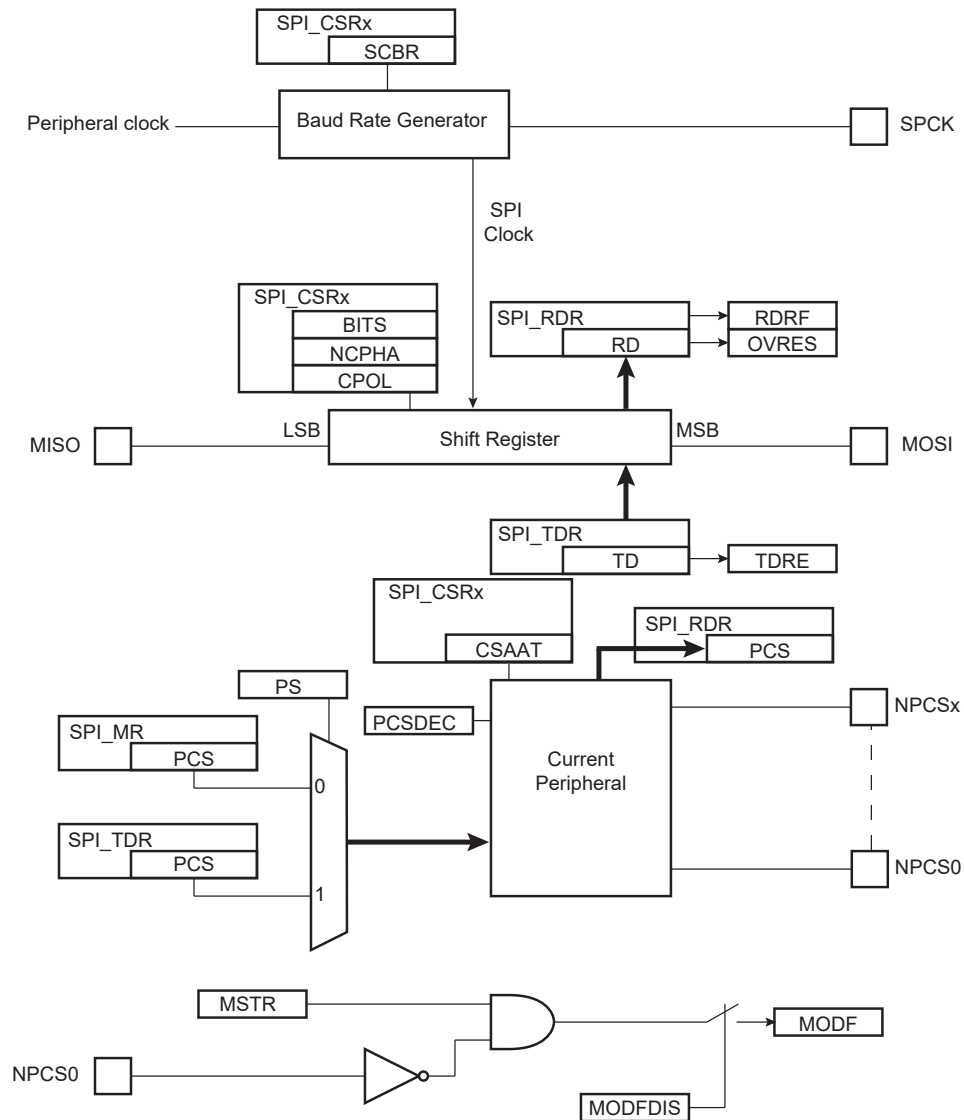 SPI_CSRx
SCBR
Peripheral clock
Baud Rate Generator
SPCK
SPI
Clock
SPI_CSRx
BITS
NCPHA
CPOL
SPI_RDR
RD
RDRF
OVRES
MISO
LSB
Shift Register
MSB
MOSI
SPI_TDR
TD
TDRE
SPI_CSRx
CSAAT
SPI_RDR
PCS
PS
PCSDEC
NPCSx
SPI_MR
PCS
0
Current
Peripheral
SPI_TDR
PCS
1
NPCS0
MSTR
MODF
NPCS0
MODFDIS